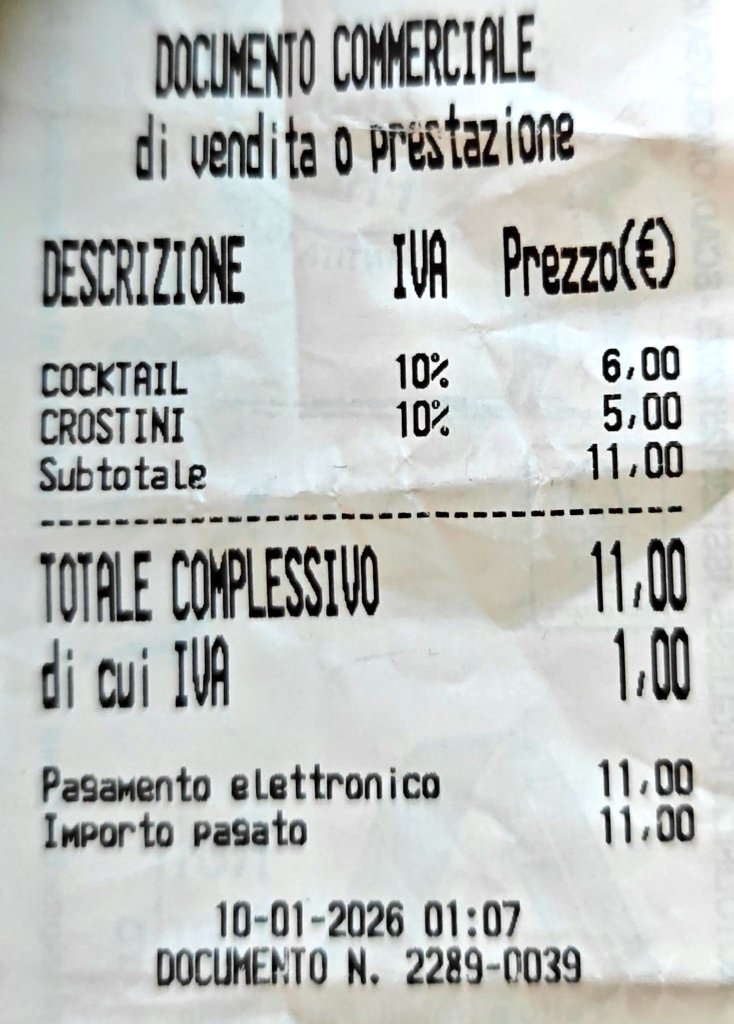 DOCUMENTO COMMERCIALE
di vendita o prestazione
DESCRIZIONE IVA Prezzo(€)
COCKTAIL 10% 6,00
CROSTINI 10% 5,00
Subtotale 11,00
--------------------------------
TOTALE COMPLESSIVO 11,00
di cui IVA 1,00
Pagamento elettronico 11,00
Importo pagato 11,00
10-01-2026 01:07
DOCUMENTO N. 2289-0039